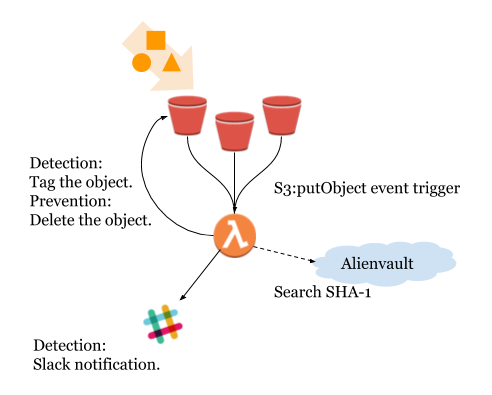 Detection:
Tag the object.
Prevention:
Delete the object.
S3:putObject event trigger
Alienvault
Search SHA-1
Detection:
Slack notification.